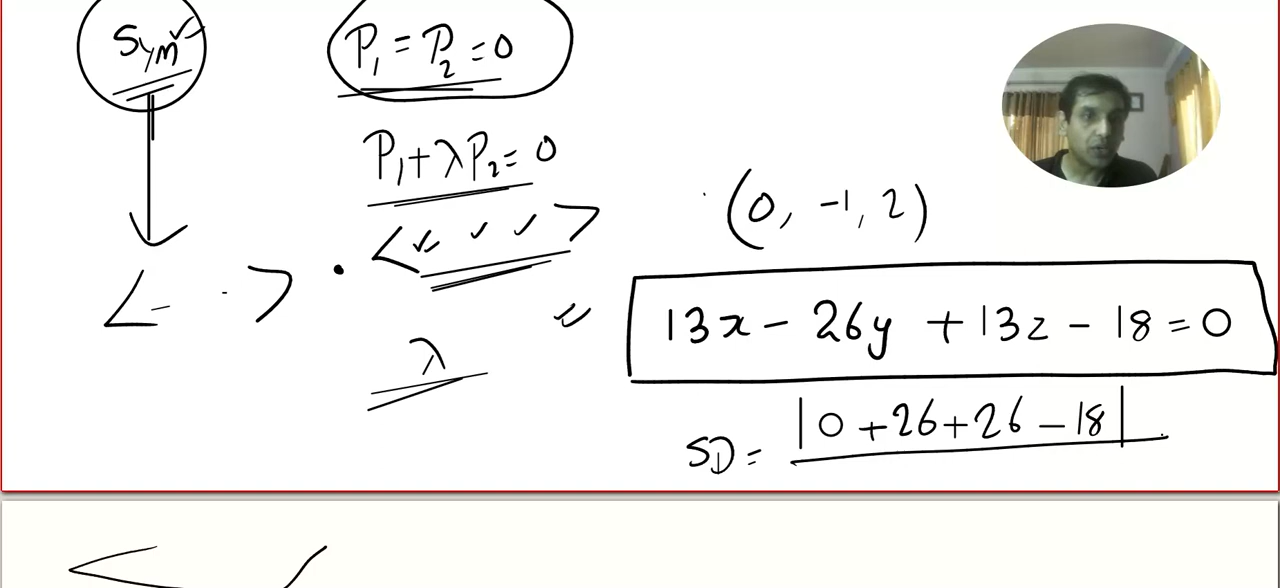 Sym
P₁ = P₂ = 0
P₁ + λP₂ = 0
(0, -1, 2)
< - · > · < ✓ ✓ ✓ >
13x - 26y + 13z - 18 = 0
λ
SD = |0 + 26 + 26 - 18|